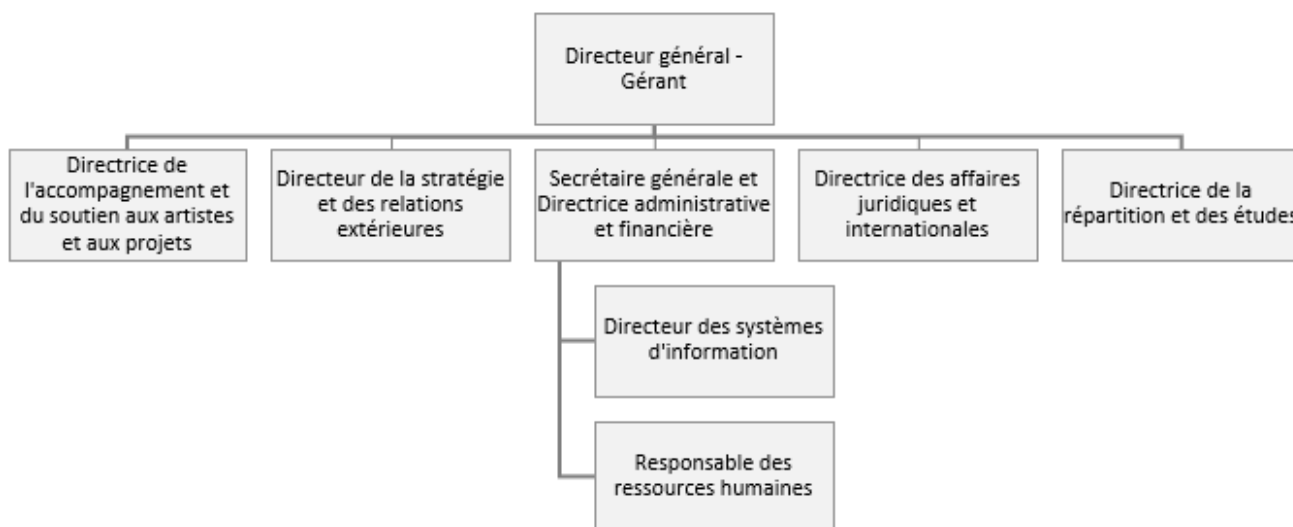 Directeur général -
Gérant
Directrice de
l'accompagnement et
du soutien aux artistes
et aux projets
Directeur de la stratégie
et des relations
extérieures
Secrétaire générale et
Directrice administrative
et financière
Directrice des affaires
juridiques et
internationales
Directrice de la
répartition et des études
Directeur des systèmes
d'information
Responsable des
ressources humaines